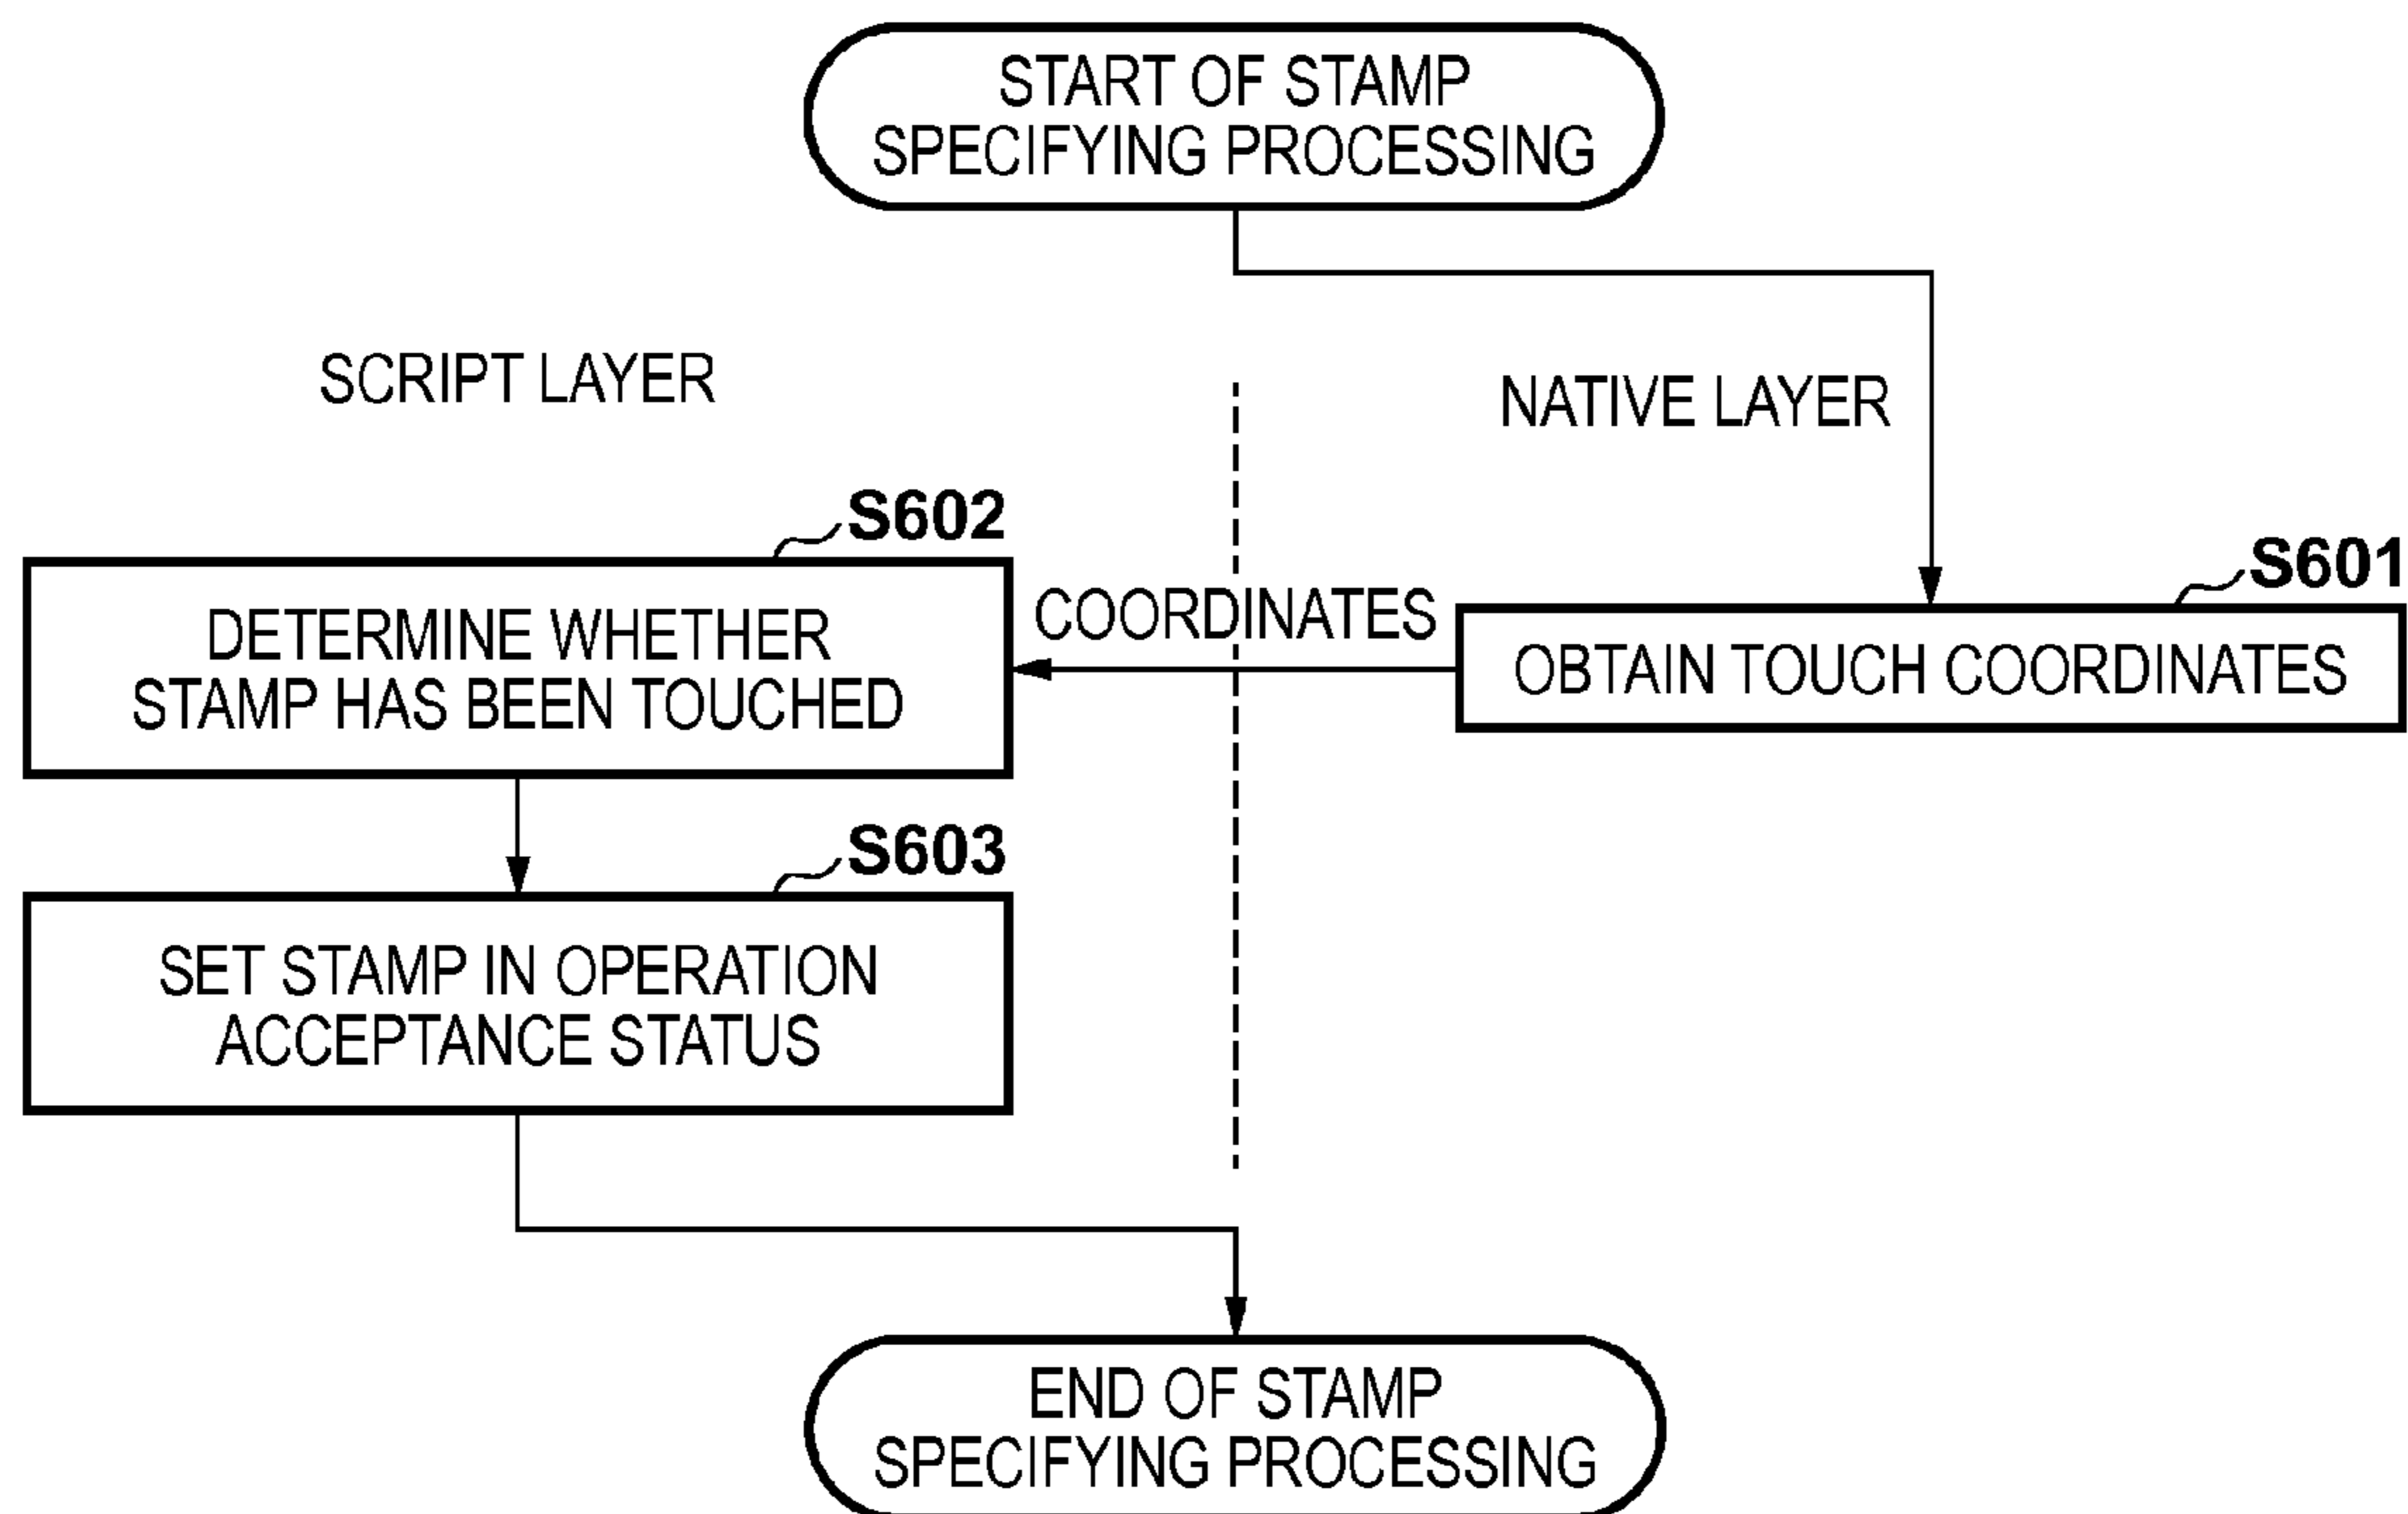 START OF STAMP
SPECIFYING PROCESSING
SCRIPT LAYER
NATIVE LAYER
S601
OBTAIN TOUCH COORDINATES
COORDINATES
S602
DETERMINE WHETHER
STAMP HAS BEEN TOUCHED
S603
SET STAMP IN OPERATION
ACCEPTANCE STATUS
END OF STAMP
SPECIFYING PROCESSING